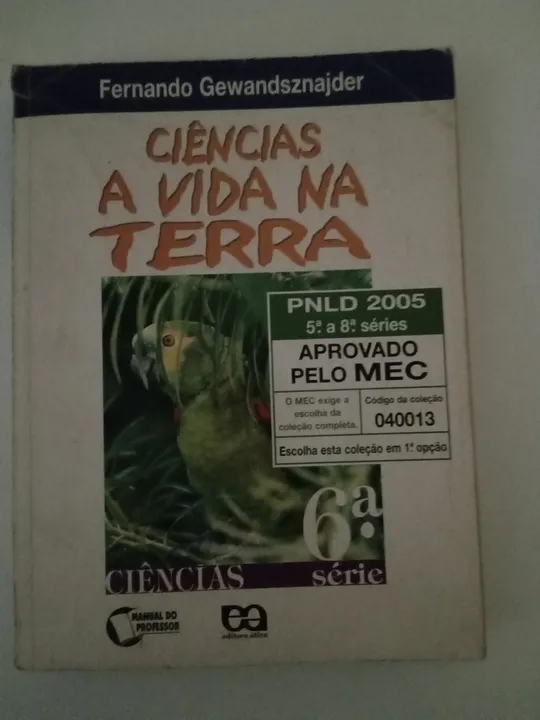 Fernando Gewandsznajder
CIÊNCIAS
A VIDA NA
TERRA
PNLD 2005
5ª a 8ª séries
APROVADO
PELO MEC
O MEC exige a
escolha da
coleção completa.
Código da coleção
040013
Escolha esta coleção em 1ª opção
6ª
CIÊNCIAS série
MANUAL DO
PROFESSOR
ea
editora ática